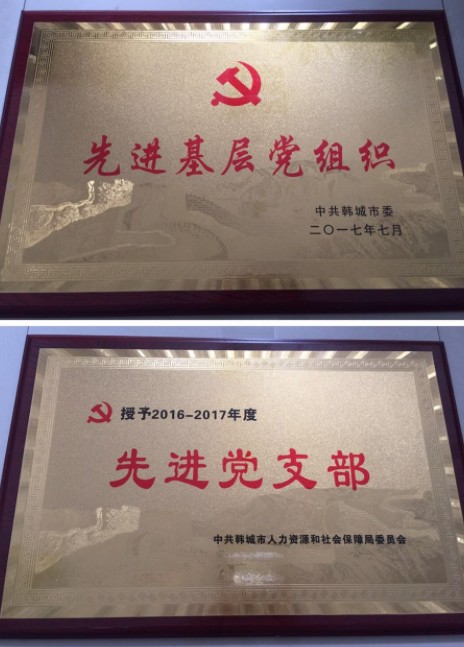 先进基层党组织
中共韩城市委
二〇一七年七月
授予2016-2017年度
先进党支部
中共韩城市人力资源和社会保障局委员会